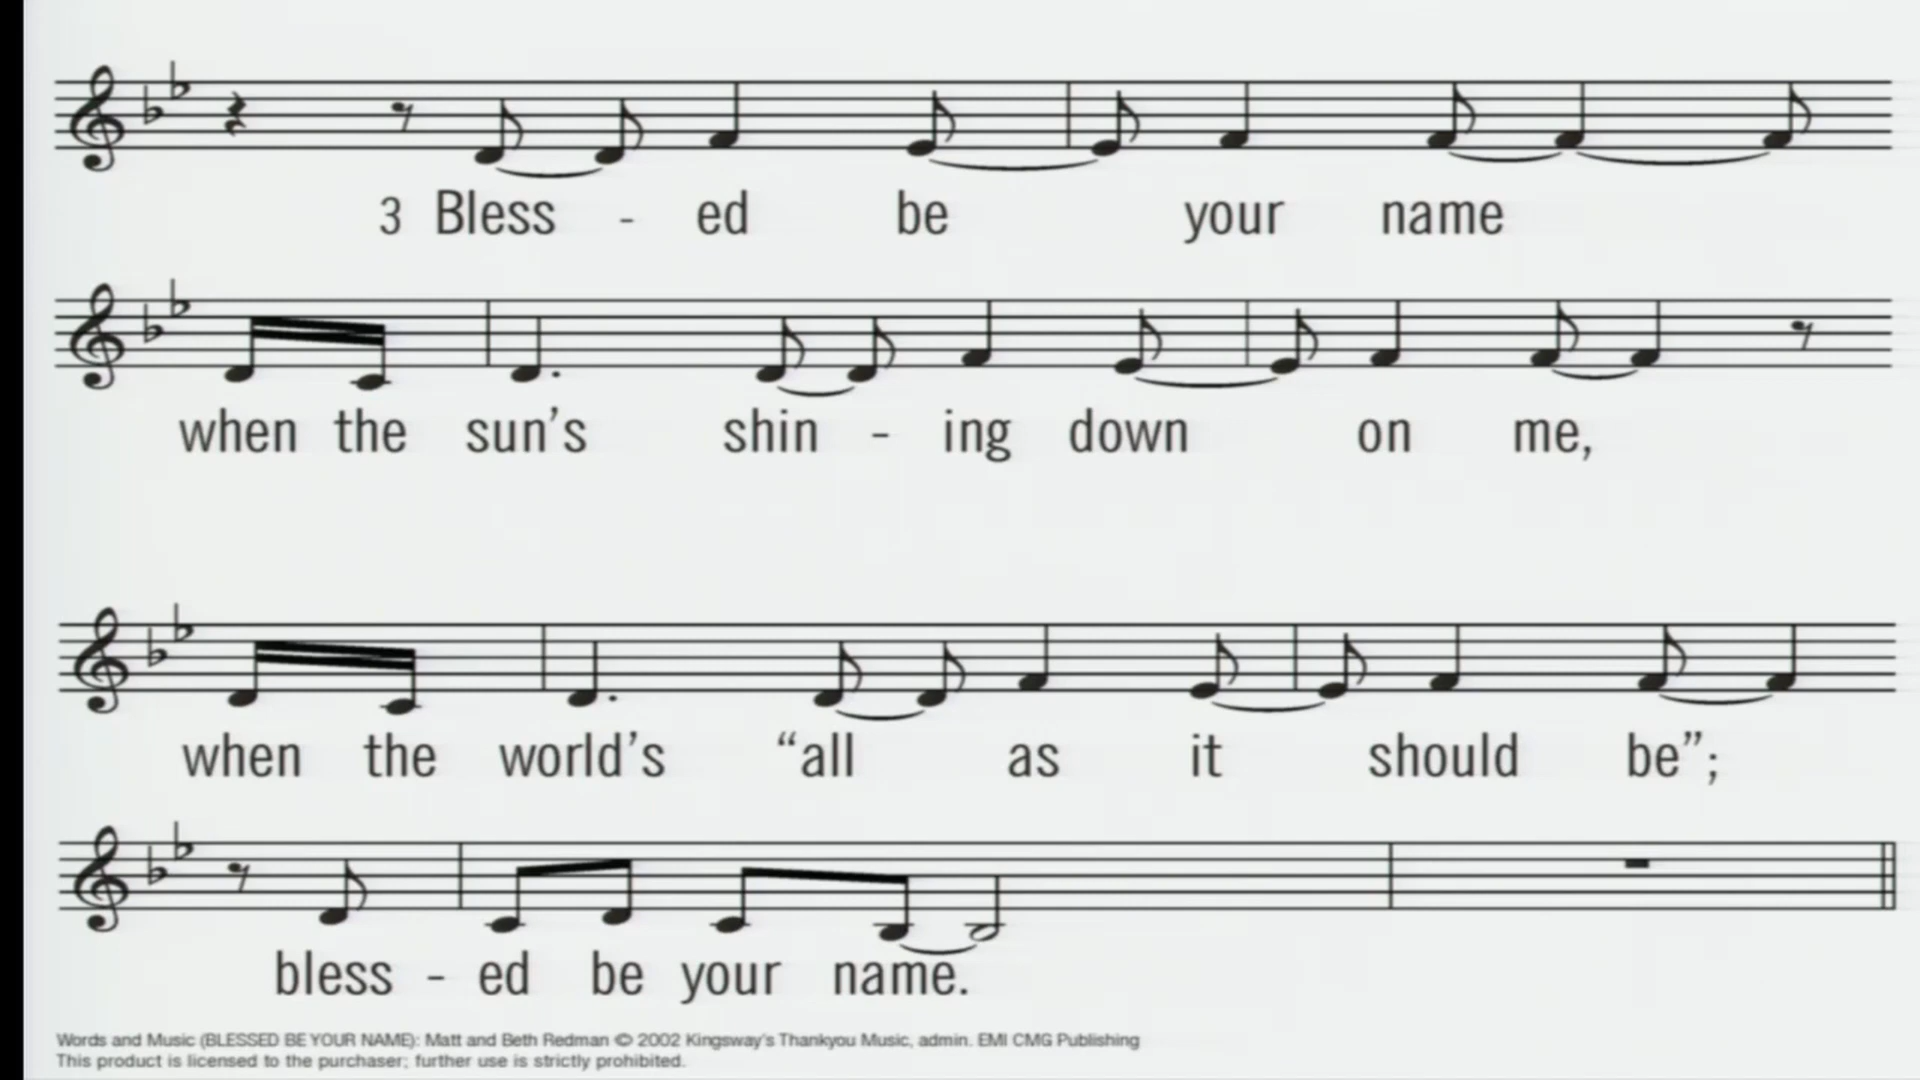 3 Bless - ed be your name
when the sun's shin - ing down on me,
when the world's “all as it should be”;
bless - ed be your name.
Words and Music (BLESSED BE YOUR NAME): Matt and Beth Redman © 2002 Kingsway's Thankyou Music, admin. EMI CMG Publishing
This product is licensed to the purchaser; further use is strictly prohibited.